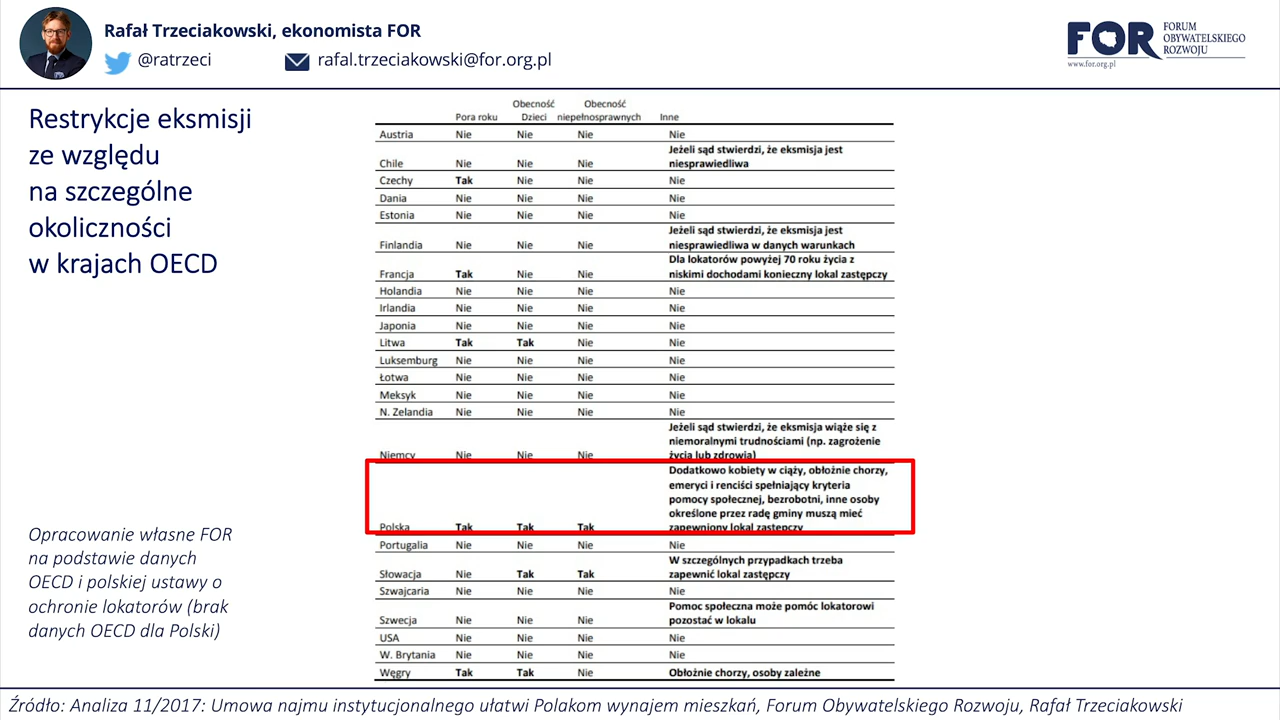 Rafał Trzeciakowski, ekonomista FOR
@ratrzeci rafal.trzeciakowski@for.org.pl
FOR FORUM
OBYWATELSKIEGO
ROZWOJU
www.for.org.pl
Restrykcje eksmisji
ze względu
na szczególne
okoliczności
w krajach OECD
Opracowanie własne FOR
na podstawie danych
OECD i polskiej ustawy o
ochronie lokatorów (brak
danych OECD dla Polski)
Obecność Obecność
Pora roku Dzieci niepełnosprawnych Inne
Austria Nie Nie Nie Nie
Jeżeli sąd stwierdzi, że eksmisja jest
Chile Nie Nie Nie niesprawiedliwa
Czechy Tak Nie Nie Nie
Dania Nie Nie Nie Nie
Estonia Nie Nie Nie Nie
Jeżeli sąd stwierdzi, że eksmisja jest
Finlandia Nie Nie Nie niesprawiedliwa w danych warunkach
Dla lokatorów powyżej 70 roku życia z
Francja Tak Nie Nie niskimi dochodami konieczny lokal zastępczy
Holandia Nie Nie Nie Nie
Irlandia Nie Nie Nie Nie
Japonia Nie Nie Nie Nie
Litwa Tak Tak Nie Nie
Luksemburg Nie Nie Nie Nie
Łotwa Nie Nie Nie Nie
Meksyk Nie Nie Nie Nie
N. Zelandia Nie Nie Nie Nie
Jeżeli sąd stwierdzi, że eksmisja wiąże się z
niemoralnymi trudnościami (np. zagrożenie
Niemcy Nie Nie Nie życia lub zdrowia)
Dodatkowo kobiety w ciąży, obłożnie chorzy,
emeryci i renciści spełniający kryteria
pomocy społecznej, bezrobotni, inne osoby
określone przez radę gminy muszą mieć
Polska Tak Tak Tak zapewniony lokal zastępczy
Portugalia Nie Nie Nie Nie
W szczególnych przypadkach trzeba
Słowacja Nie Tak Tak zapewnić lokal zastępczy
Szwajcaria Nie Nie Nie Nie
Pomoc społeczna może pomóc lokatorowi
Szwecja Nie Nie Nie pozostać w lokalu
USA Nie Nie Nie Nie
W. Brytania Nie Nie Nie Nie
Węgry Tak Tak Nie Obłożnie chorzy, osoby zależne
Źródło: Analiza 11/2017: Umowa najmu instytucjonalnego ułatwi Polakom wynajem mieszkań, Forum Obywatelskiego Rozwoju, Rafał Trzeciakowski